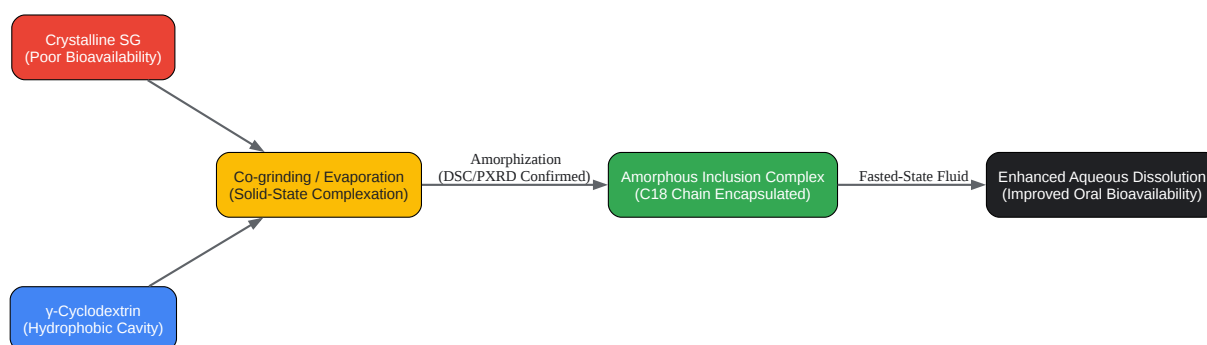 Crystalline SG
(Poor Bioavailability)
Co-grinding / Evaporation
(Solid-State Complexation)
Amorphization
(DSC/PXRD Confirmed)
Amorphous Inclusion Complex
(C18 Chain Encapsulated)
Fasted-State Fluid
Enhanced Aqueous Dissolution
(Improved Oral Bioavailability)
γ-Cyclodextrin
(Hydrophobic Cavity)